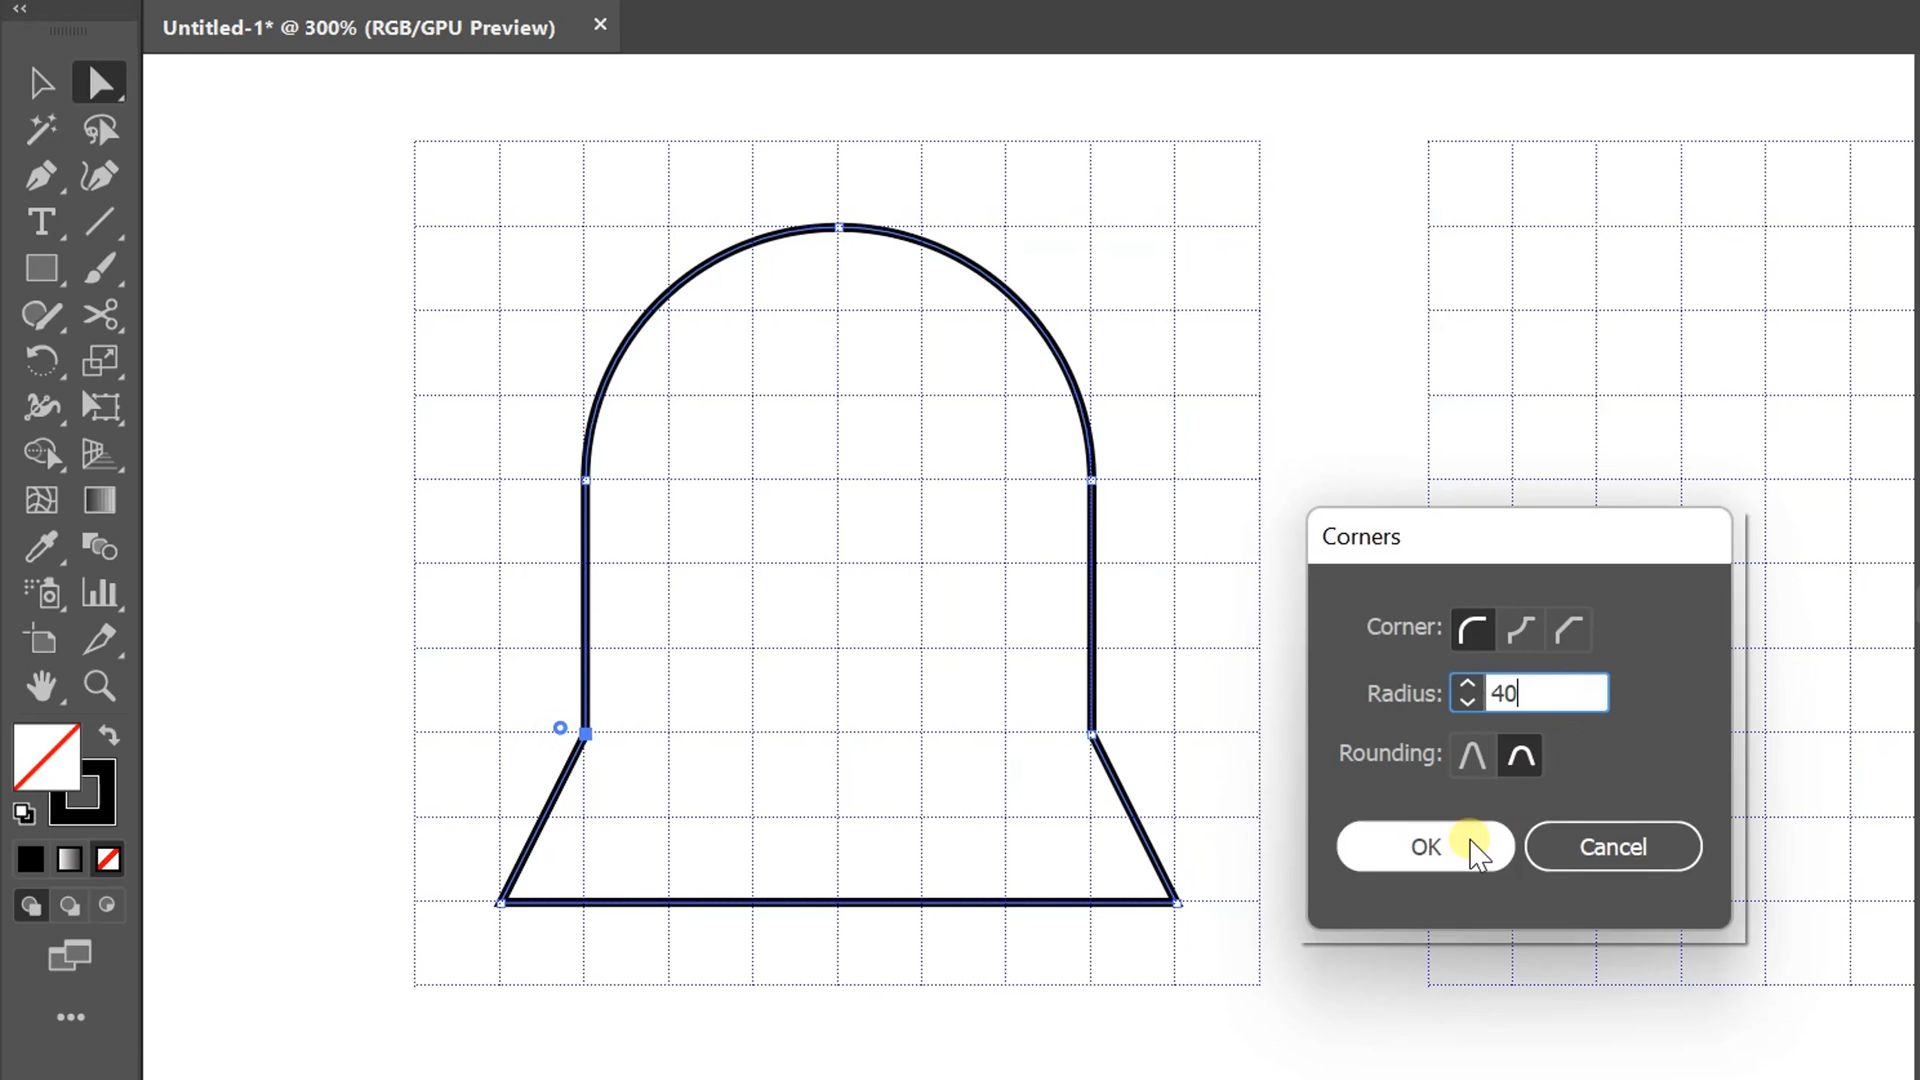 Untitled-1* @ 300% (RGB/GPU Preview)
Corners
Corner:
Radius: 40
Rounding:
OK Cancel